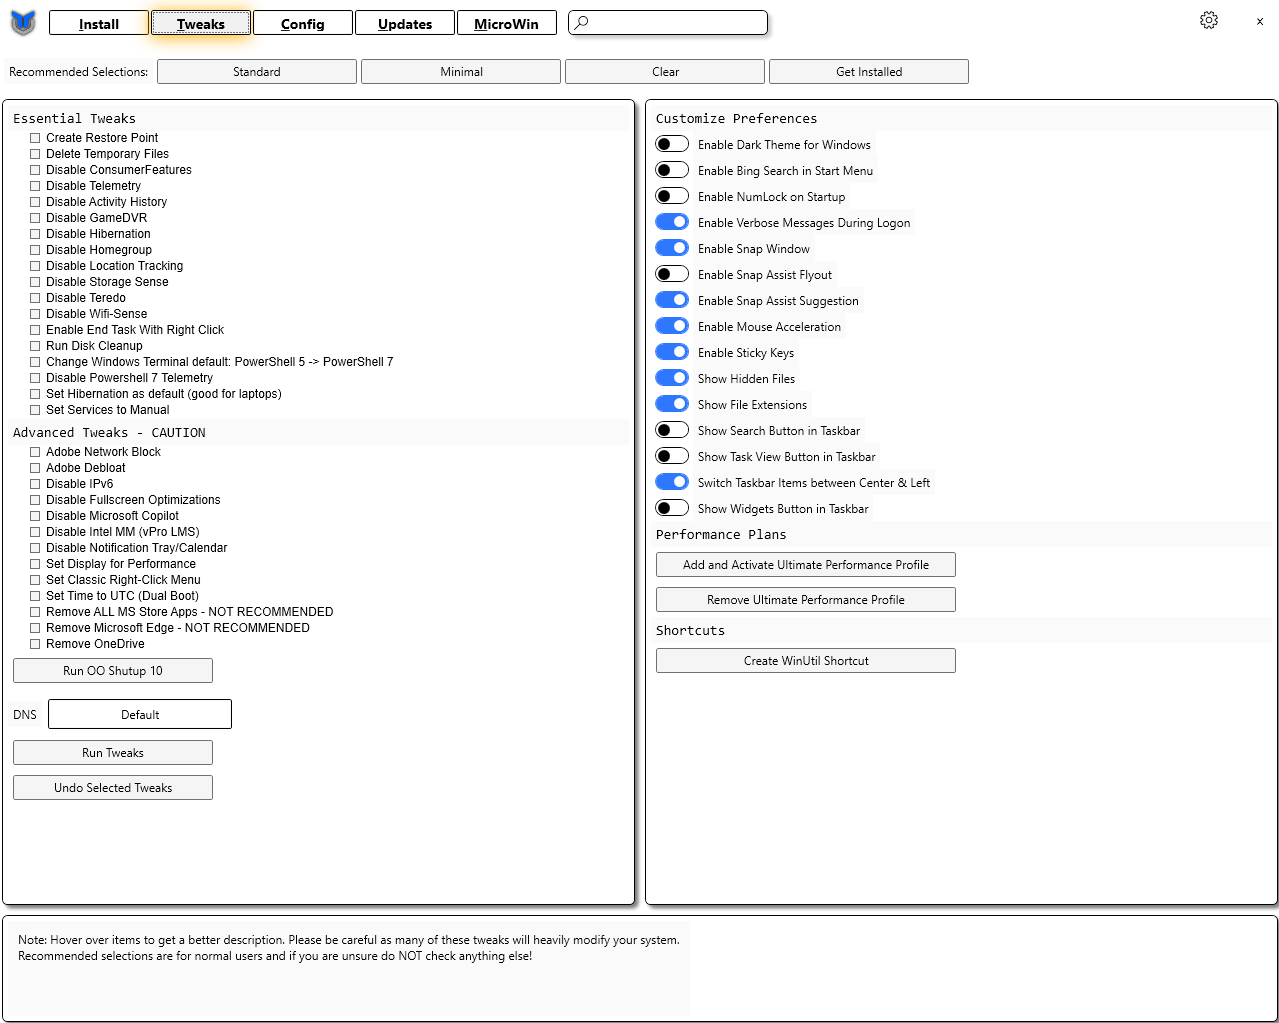 Install
Tweaks
Config
Updates
MicroWin
x
Recommended Selections:
Standard
Minimal
Clear
Get Installed
Essential Tweaks
Create Restore Point
Delete Temporary Files
Disable ConsumerFeatures
Disable Telemetry
Disable Activity History
Disable GameDVR
Disable Hibernation
Disable Homegroup
Disable Location Tracking
Disable Storage Sense
Disable Teredo
Disable Wifi-Sense
Enable End Task With Right Click
Run Disk Cleanup
Change Windows Terminal default: PowerShell 5 -> PowerShell 7
Disable Powershell 7 Telemetry
Set Hibernation as default (good for laptops)
Set Services to Manual
Advanced Tweaks - CAUTION
Adobe Network Block
Adobe Debloat
Disable IPv6
Disable Fullscreen Optimizations
Disable Microsoft Copilot
Disable Intel MM (vPro LMS)
Disable Notification Tray/Calendar
Set Display for Performance
Set Classic Right-Click Menu
Set Time to UTC (Dual Boot)
Remove ALL MS Store Apps - NOT RECOMMENDED
Remove Microsoft Edge - NOT RECOMMENDED
Remove OneDrive
Run OO Shutup 10
DNS
Default
Run Tweaks
Undo Selected Tweaks
Customize Preferences
Enable Dark Theme for Windows
Enable Bing Search in Start Menu
Enable NumLock on Startup
Enable Verbose Messages During Logon
Enable Snap Window
Enable Snap Assist Flyout
Enable Snap Assist Suggestion
Enable Mouse Acceleration
Enable Sticky Keys
Show Hidden Files
Show File Extensions
Show Search Button in Taskbar
Show Task View Button in Taskbar
Switch Taskbar Items between Center & Left
Show Widgets Button in Taskbar
Performance Plans
Add and Activate Ultimate Performance Profile
Remove Ultimate Performance Profile
Shortcuts
Create WinUtil Shortcut
Note: Hover over items to get a better description. Please be careful as many of these tweaks will heavily modify your system.
Recommended selections are for normal users and if you are unsure do NOT check anything else!